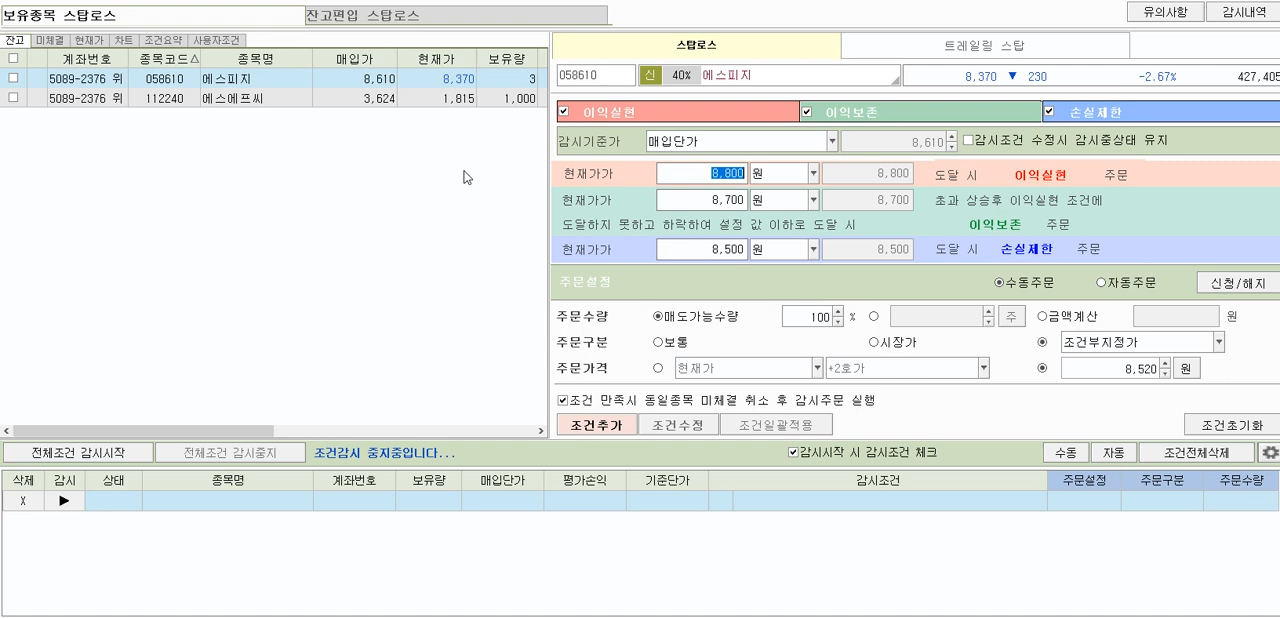 보유종목 스탑로스 잔고편입 스탑로스 유의사항 감시내역
잔고 미체결 현재가 차트 조건요약 사용자조건
계좌번호 종목코드△ 종목명 매입가 현재가 보유량
5089-2376 위 058610 에스피지 8,610 8,370 3
5089-2376 위 112240 에스에프씨 3,624 1,815 1,000
스탑로스 트레일링 스탑
058610 신 40% 에스피지 8,370 ▼ 230 -2.67% 427,405
이익실현 이익보존 손실제한
감시기준가 매입단가 8,610 감시조건 수정시 감시중상태 유지
현재가가 8,800 원 8,800 도달 시 이익실현 주문
현재가가 8,700 원 8,700 초과 상승후 이익실현 조건에
도달하지 못하고 하락하여 설정 값 이하로 도달 시 이익보존 주문
현재가가 8,500 원 8,500 도달 시 손실제한 주문
주문설정 수동주문 자동주문 신청/해지
주문수량 매도가능수량 100 % 주 금액계산 원
주문구분 보통 시장가 조건부지정가
주문가격 현재가 +2호가 8,520 원
조건 만족시 동일종목 미체결 취소 후 감시주문 실행
조건추가 조건수정 조건일괄적용 조건초기화
전체조건 감시시작 전체조건 감시중지 조건감시 중지중입니다... 감시시작 시 감시조건 체크 수동 자동 조건전체삭제
삭제 감시 상태 종목명 계좌번호 보유량 매입단가 평가손익 기준단가 감시조건 주문설정 주문구분 주문수량
X ▶